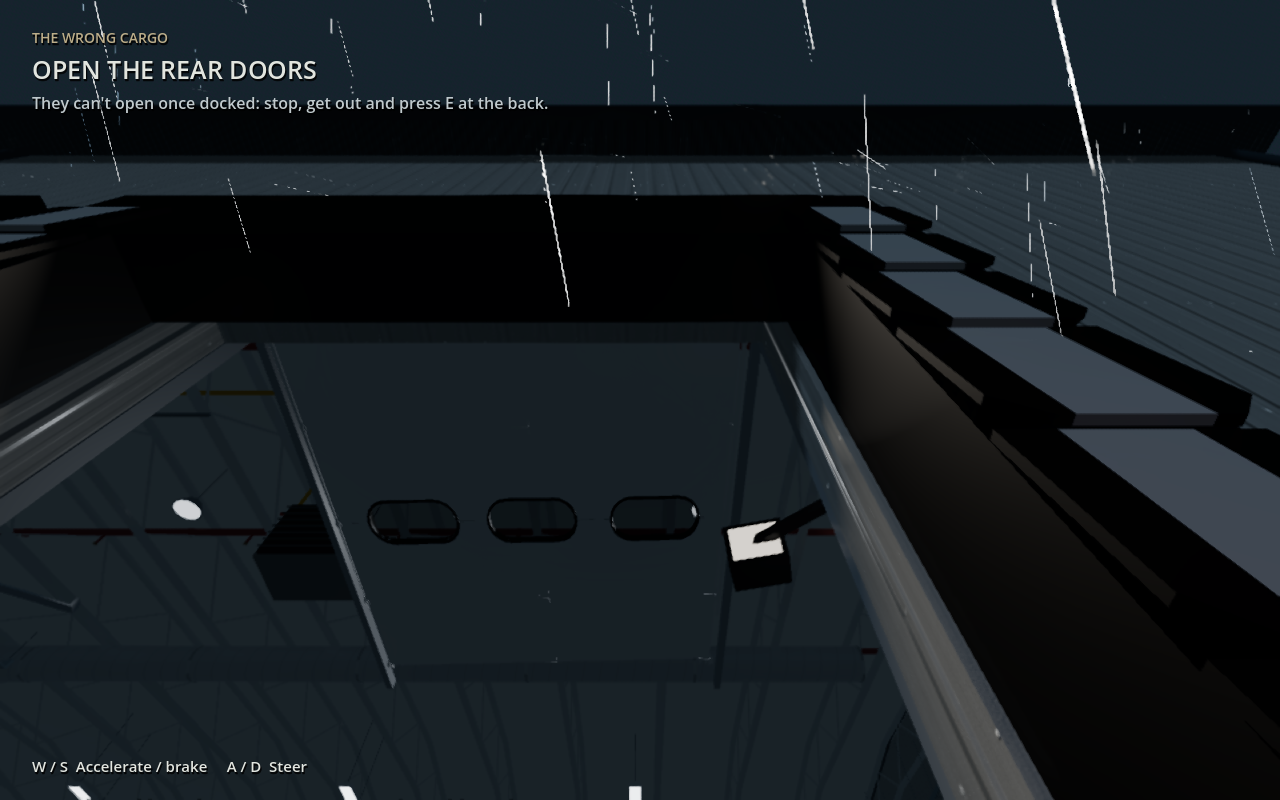 THE WRONG CARGO
OPEN THE REAR DOORS
They can't open once docked: stop, get out and press E at the back.
W / S Accelerate / brake A / D Steer